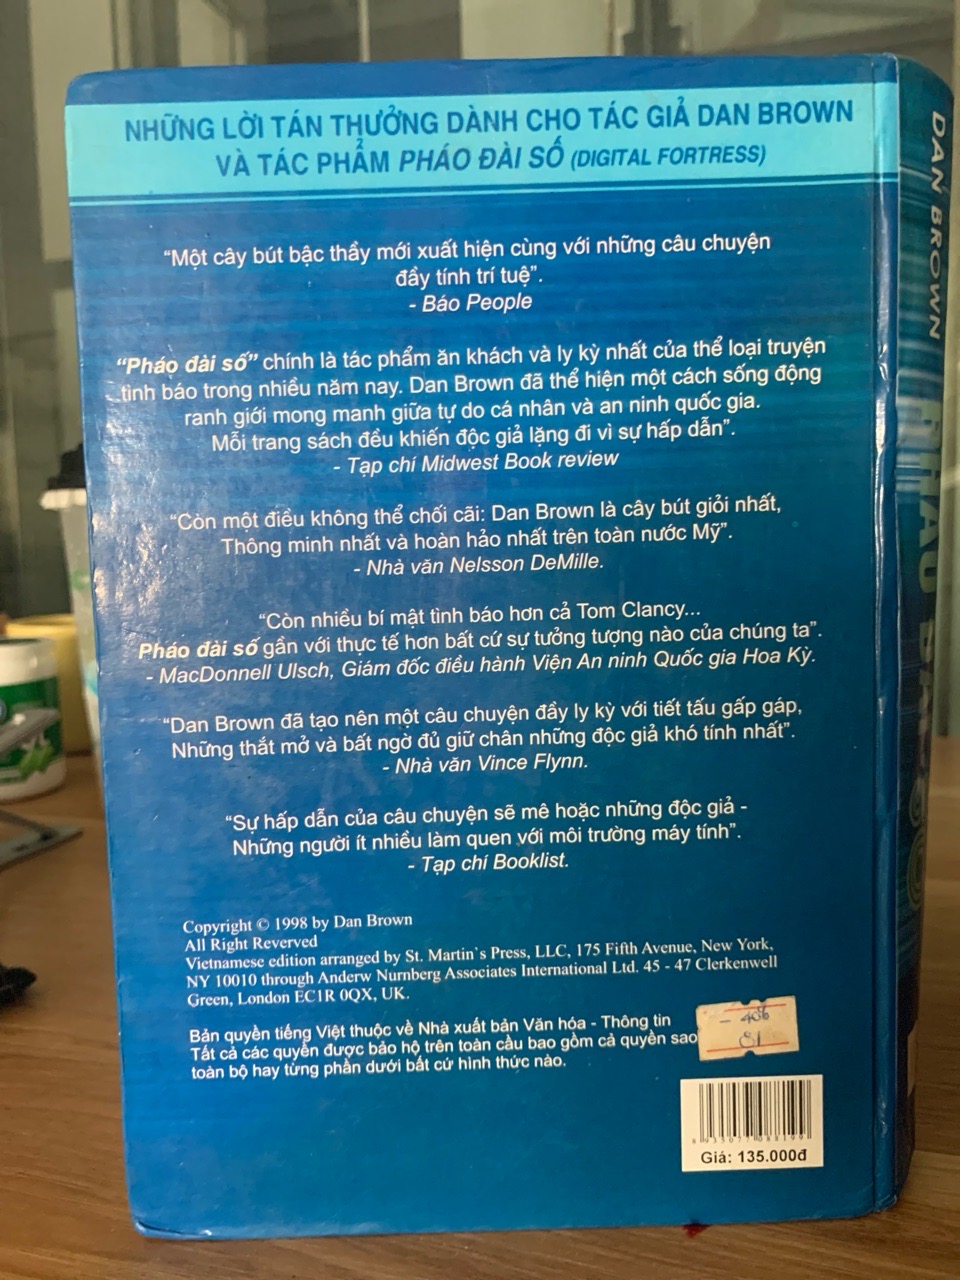 NHỮNG LỜI TÁN THƯỞNG DÀNH CHO TÁC GIẢ DAN BROWN
VÀ TÁC PHẨM PHÁO ĐÀI SỐ (DIGITAL FORTRESS)
“Một cây bút bậc thầy mới xuất hiện cùng với những câu chuyện
đầy tính trí tuệ”.
- Báo People
“Pháo đài số” chính là tác phẩm ăn khách và ly kỳ nhất của thể loại truyện
tình báo trong nhiều năm nay. Dan Brown đã thể hiện một cách sống động
ranh giới mong manh giữa tự do cá nhân và an ninh quốc gia.
Mỗi trang sách đều khiến độc giả lặng đi vì sự hấp dẫn”.
- Tạp chí Midwest Book review
“Còn một điều không thể chối cãi: Dan Brown là cây bút giỏi nhất,
Thông minh nhất và hoàn hảo nhất trên toàn nước Mỹ”.
- Nhà văn Nelsson DeMille.
“Còn nhiều bí mật tình báo hơn cả Tom Clancy...
Pháo đài số gần với thực tế hơn bất cứ sự tưởng tượng nào của chúng ta”.
- MacDonnell Ulsch, Giám đốc điều hành Viện An ninh Quốc gia Hoa Kỳ.
“Dan Brown đã tạo nên một câu chuyện đầy ly kỳ với tiết tấu gấp gáp,
Những thắt mở và bất ngờ đủ giữ chân những độc giả khó tính nhất”.
- Nhà văn Vince Flynn.
“Sự hấp dẫn của câu chuyện sẽ mê hoặc những độc giả -
Những người ít nhiều làm quen với môi trường máy tính”.
- Tạp chí Booklist.
Copyright © 1998 by Dan Brown
All Right Reverved
Vietnamese edition arranged by St. Martin`s Press, LLC, 175 Fifth Avenue, New York,
NY 10010 through Anderw Nurnberg Associates International Ltd. 45 - 47 Clerkenwell
Green, London EC1R 0QX, UK.
Bản quyền tiếng Việt thuộc về Nhà xuất bản Văn hóa - Thông tin
Tất cả các quyền được bảo hộ trên toàn cầu bao gồm cả quyền sao
toàn bộ hay từng phần dưới bất cứ hình thức nào.
81
8935077088199
Giá: 135.000đ
DAN BROWN